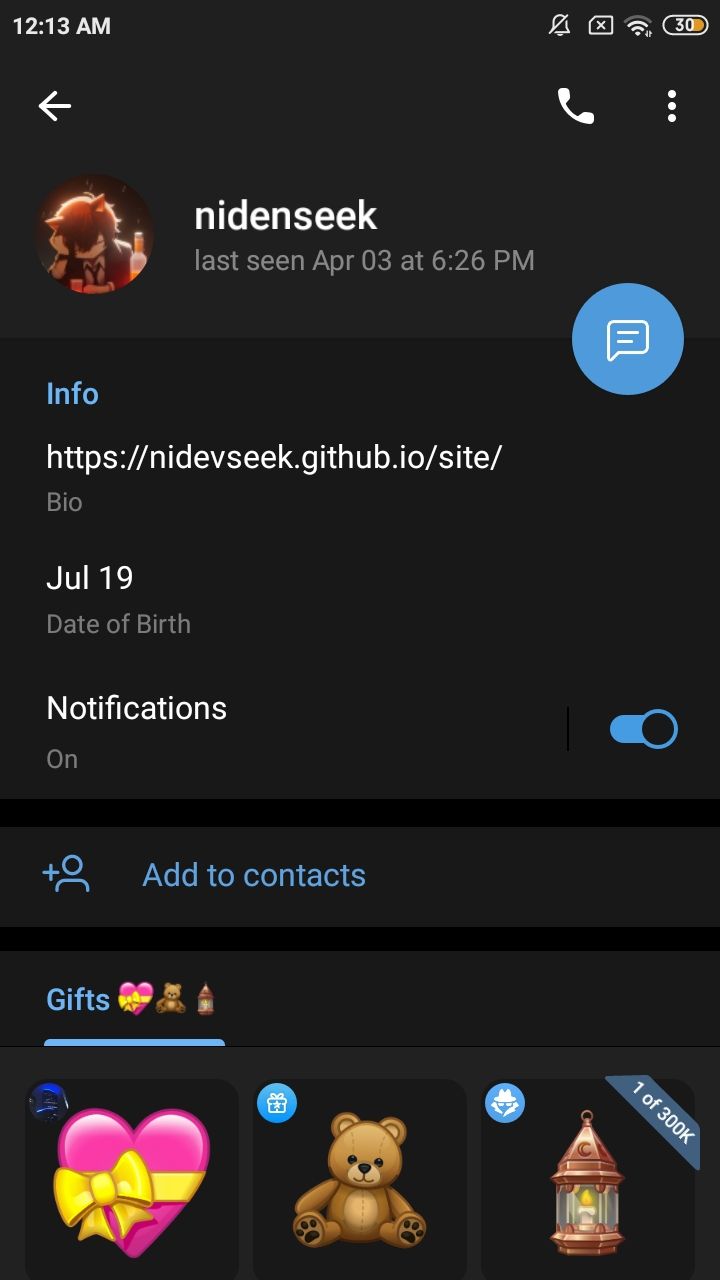 12:13 AM
30
nidenseek
last seen Apr 03 at 6:26 PM
Info
https://nidevseek.github.io/site/
Bio
Jul 19
Date of Birth
Notifications
On
Add to contacts
Gifts
1 of 300K